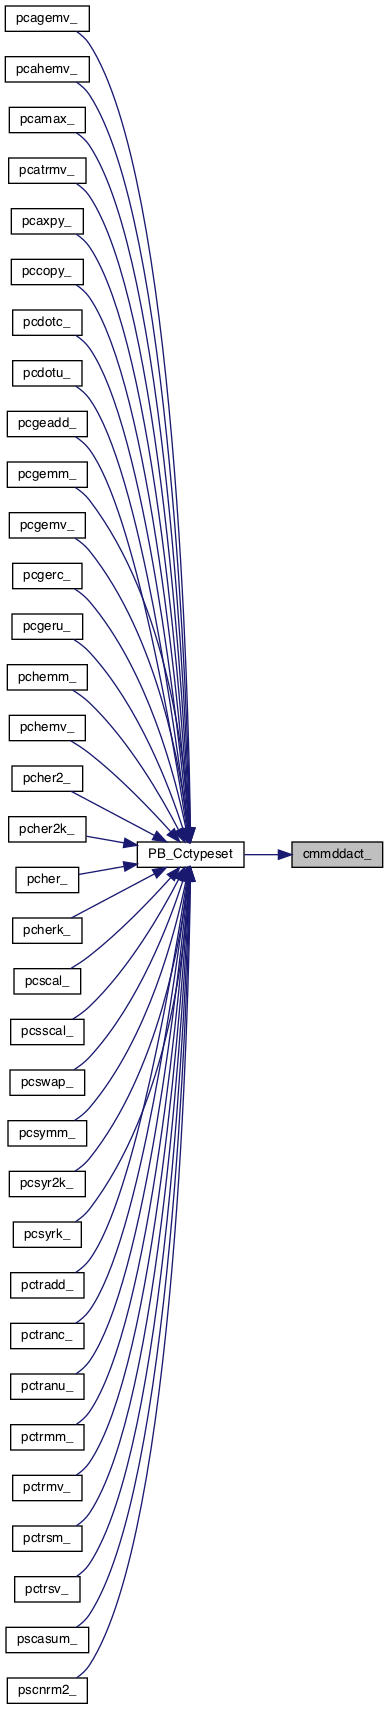 pcagemv_
pcahemv_
pcamax_
pcatrmv_
pcaxpy_
pccopy_
pcdotc_
pcdotu_
pcgeadd_
pcgemm_
pcgemv_
pcgerc_
pcgeru_
pchemm_
pchemv_
pcher2_
pcher2k_
PB_Cctypeset
cmmddact_
pcher_
pcherk_
pcscal_
pcsscal_
pcswap_
pcsymm_
pcsyr2k_
pcsyrk_
pctradd_
pctranc_
pctranu_
pctrmm_
pctrmv_
pctrsm_
pctrsv_
pscasum_
pscnrm2_